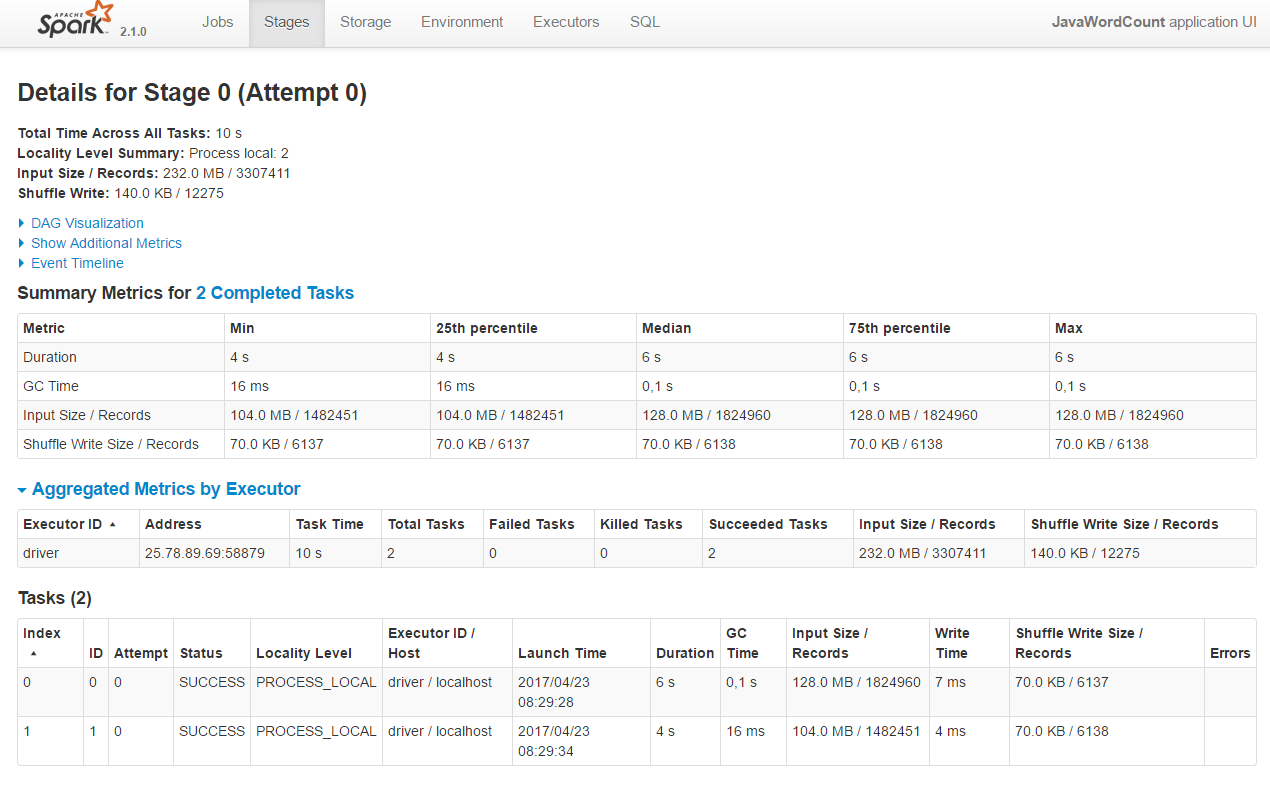 APACHE
Spark 2.1.0 Jobs Stages Storage Environment Executors SQL JavaWordCount application UI
Details for Stage 0 (Attempt 0)
Total Time Across All Tasks: 10 s
Locality Level Summary: Process local: 2
Input Size / Records: 232.0 MB / 3307411
Shuffle Write: 140.0 KB / 12275
DAG Visualization
Show Additional Metrics
Event Timeline
Summary Metrics for 2 Completed Tasks
Metric Min 25th percentile Median 75th percentile Max
Duration 4 s 4 s 6 s 6 s 6 s
GC Time 16 ms 16 ms 0,1 s 0,1 s 0,1 s
Input Size / Records 104.0 MB / 1482451 104.0 MB / 1482451 128.0 MB / 1824960 128.0 MB / 1824960 128.0 MB / 1824960
Shuffle Write Size / Records 70.0 KB / 6137 70.0 KB / 6137 70.0 KB / 6138 70.0 KB / 6138 70.0 KB / 6138
Aggregated Metrics by Executor
Executor ID Address Task Time Total Tasks Failed Tasks Killed Tasks Succeeded Tasks Input Size / Records Shuffle Write Size / Records
driver 25.78.89.69:58879 10 s 2 0 0 2 232.0 MB / 3307411 140.0 KB / 12275
Tasks (2)
Index ID Attempt Status Locality Level Executor ID / Host Launch Time Duration GC Time Input Size / Records Write Time Shuffle Write Size / Records Errors
0 0 0 SUCCESS PROCESS_LOCAL driver / localhost 2017/04/23 08:29:28 6 s 0,1 s 128.0 MB / 1824960 7 ms 70.0 KB / 6137
1 1 0 SUCCESS PROCESS_LOCAL driver / localhost 2017/04/23 08:29:34 4 s 16 ms 104.0 MB / 1482451 4 ms 70.0 KB / 6138